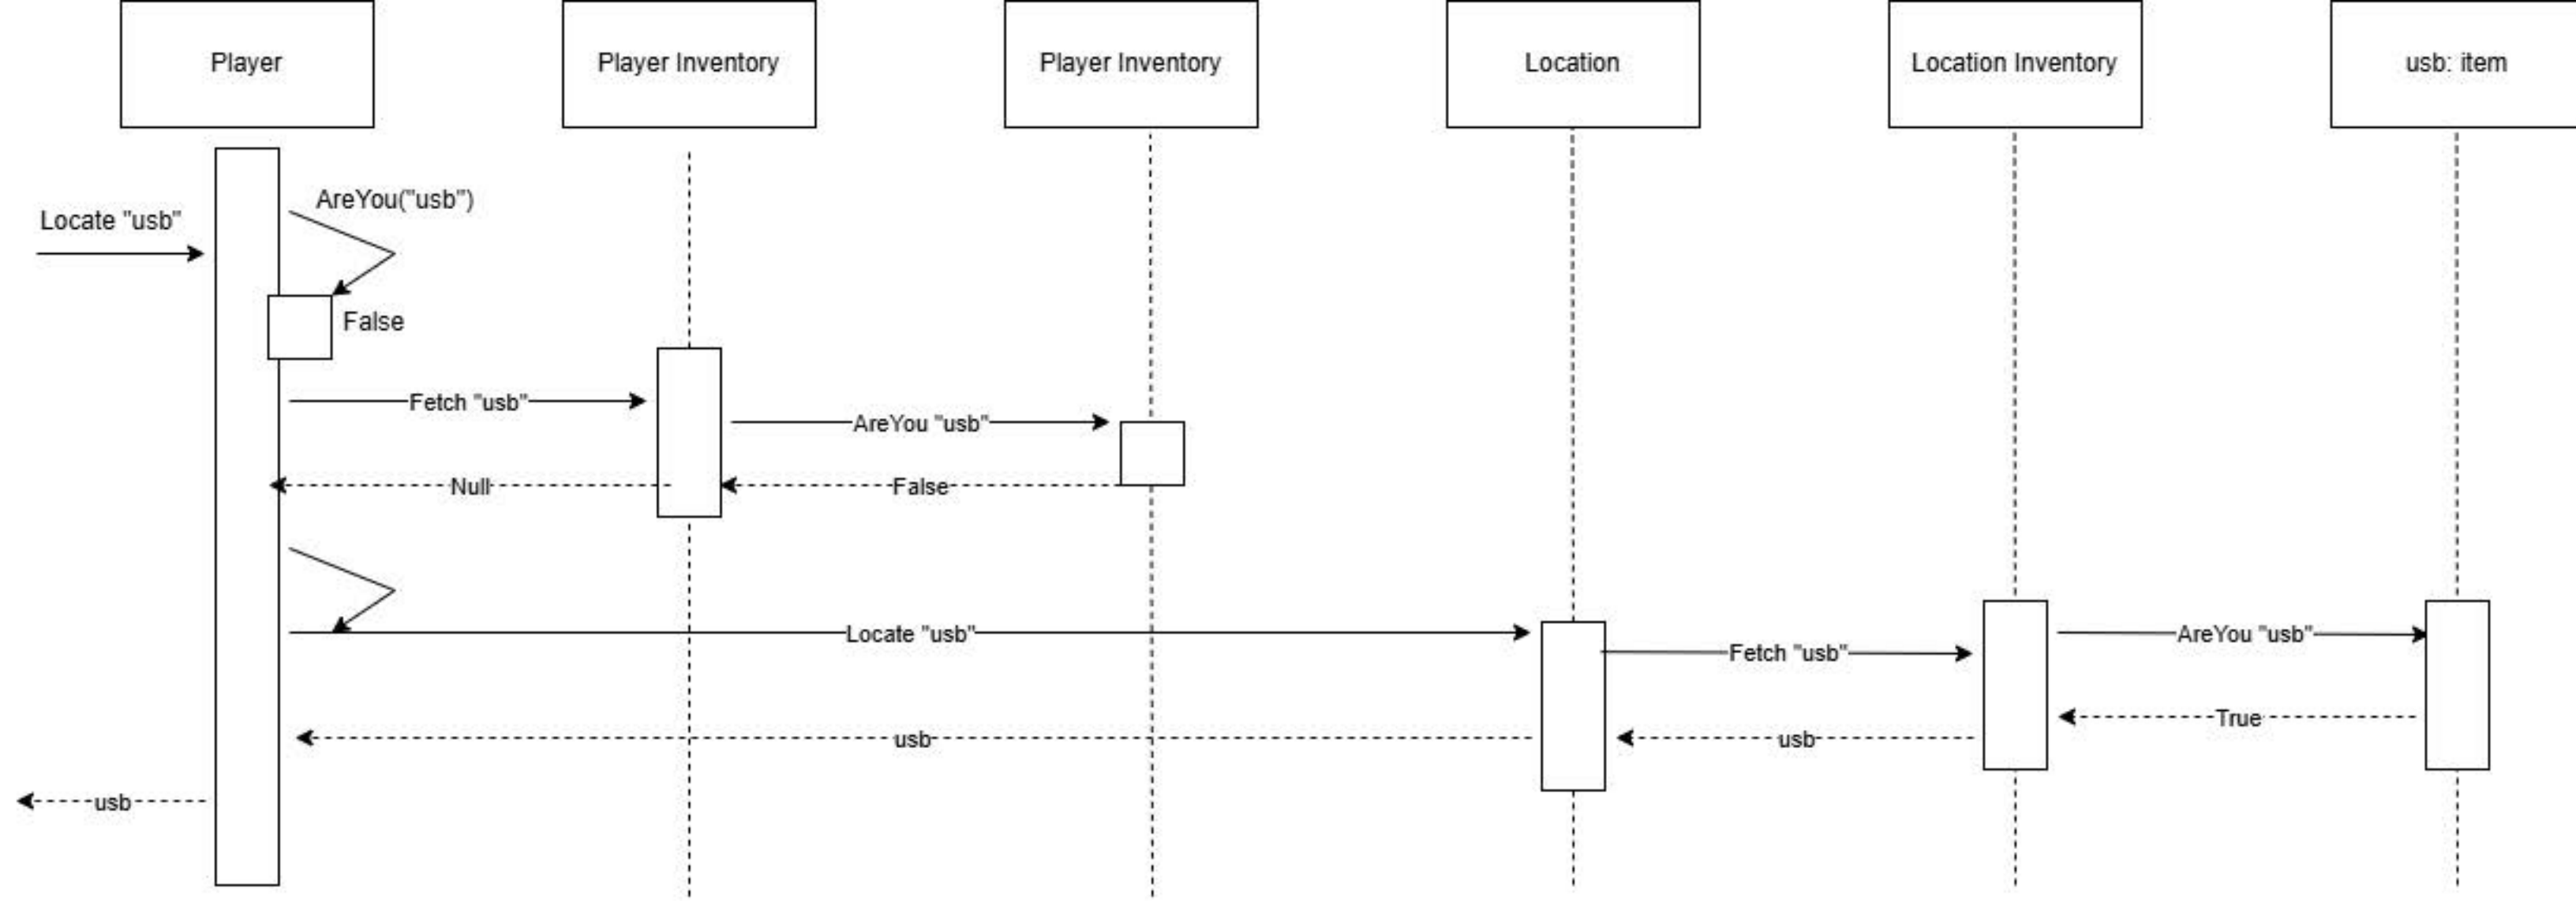 Player
Player Inventory
Player Inventory
Location
Location Inventory
usb: item
AreYou("usb")
Locate "usb"
False
Fetch "usb"
AreYou "usb"
Null
False
Locate "usb"
AreYou "usb"
Fetch "usb"
True
usb
usb
usb